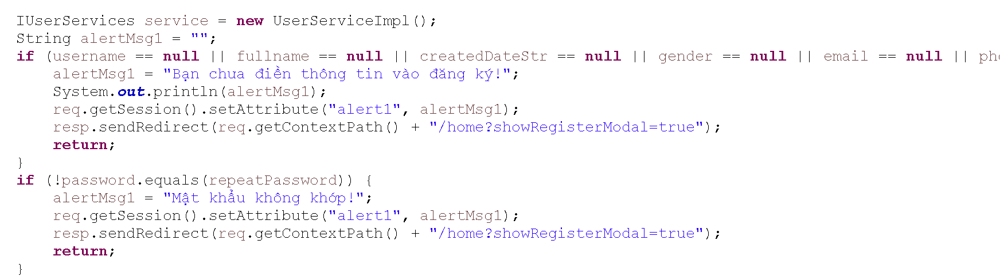 IUserServices service = new UserServiceImpl();
String alertMsg1 = "";
if (username == null || fullname == null || createdDateStr == null || gender == null || email == null ||
alertMsg1 = "Bạn chưa điền thông tin vào đăng ký!";
System.out.println(alertMsg1);
req.getSession().setAttribute("alert1", alertMsg1);
resp.sendRedirect(req.getContextPath() + "/home?showRegisterModal=true");
return;
}
if (!password.equals(repeatPassword)) {
alertMsg1 = "Mật khẩu không khớp!";
req.getSession().setAttribute("alert1", alertMsg1);
resp.sendRedirect(req.getContextPath() + "/home?showRegisterModal=true");
return;
}